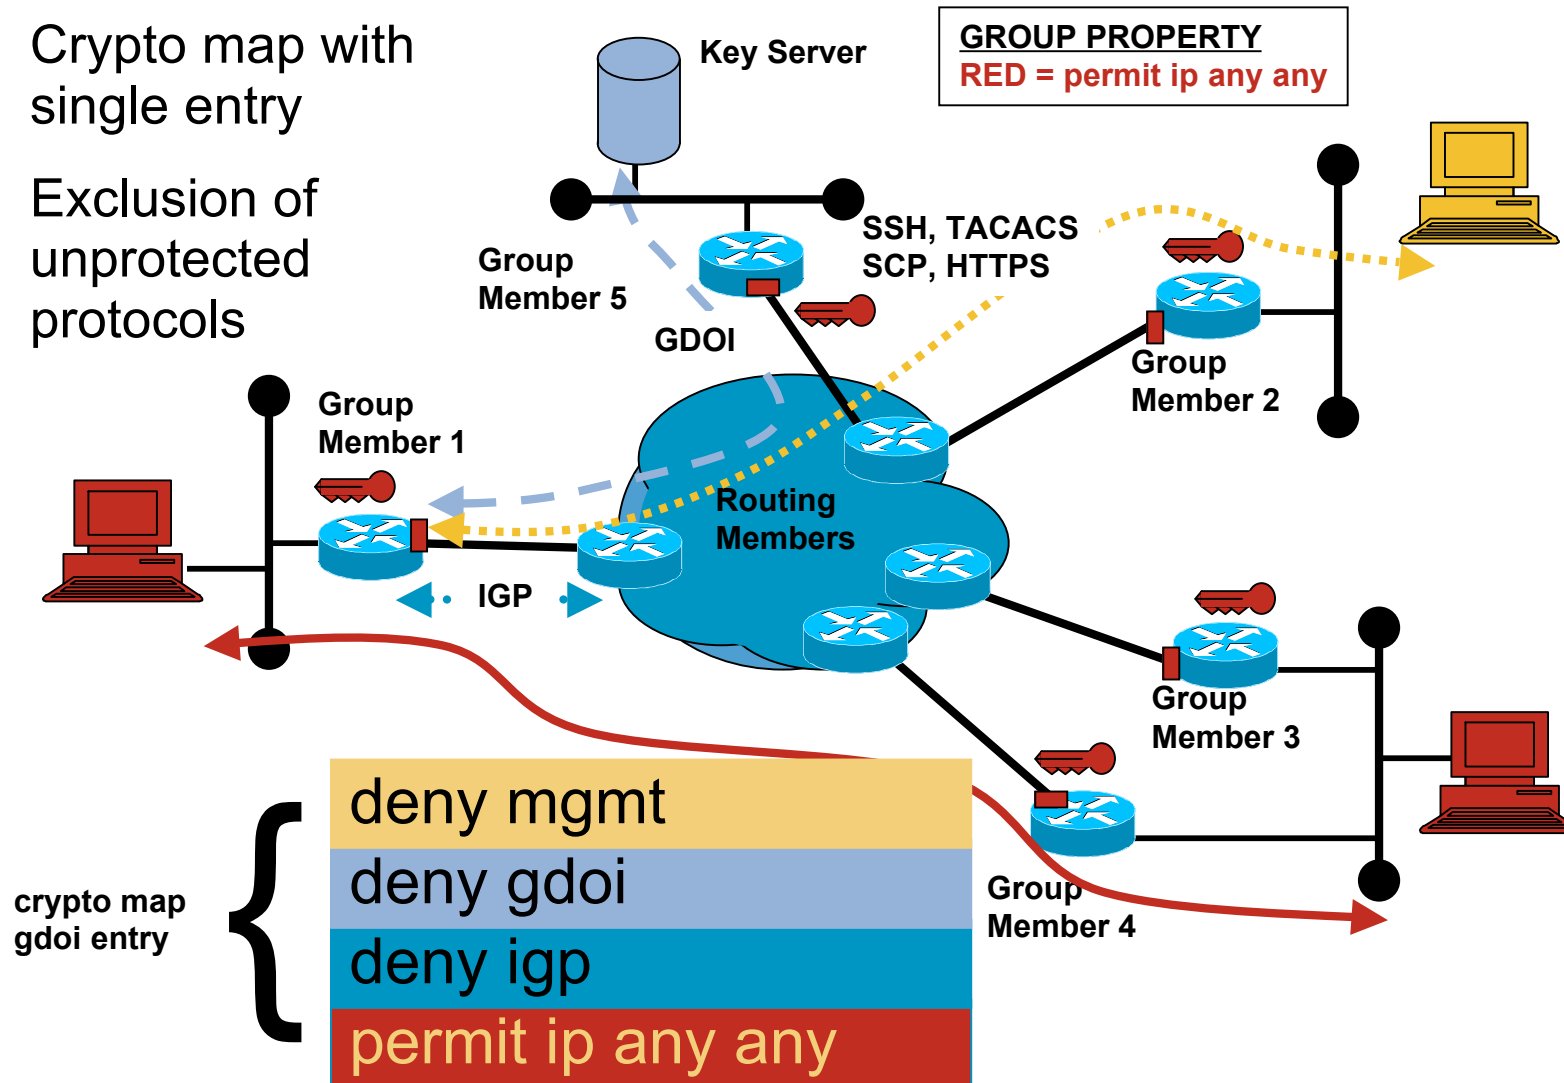 Crypto map with
single entry
Exclusion of
unprotected
protocols
Key Server
GROUP PROPERTY
RED = permit ip any any
SSH, TACACS
SCP, HTTPS
Group
Member 5
GDOI
Group
Member 2
Group
Member 1
Routing
Members
IGP
Group
Member 3
Group
Member 4
crypto map
gdoi entry
{
deny mgmt
deny gdoi
deny igp
permit ip any any